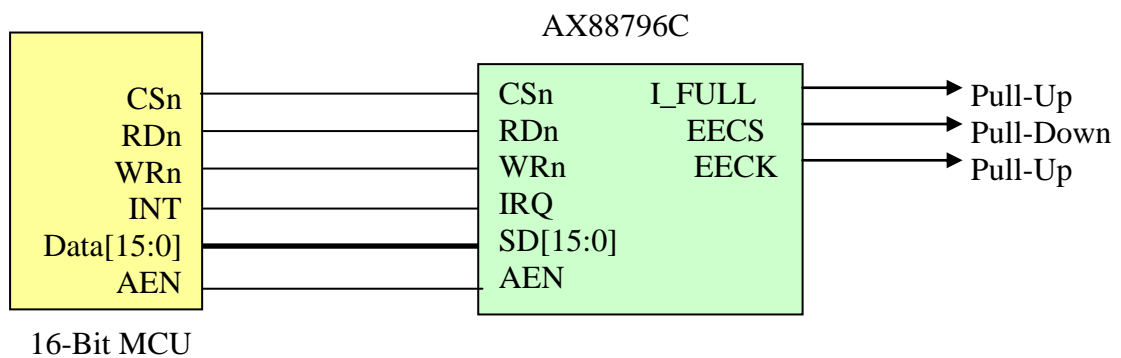 AX88796C
CSn
RDn
WRn
INT
Data[15:0]
AEN
16-Bit MCU
CSn I_FULL
RDn EECS
WRn EECK
IRQ
SD[15:0]
AEN
Pull-Up
Pull-Down
Pull-Up